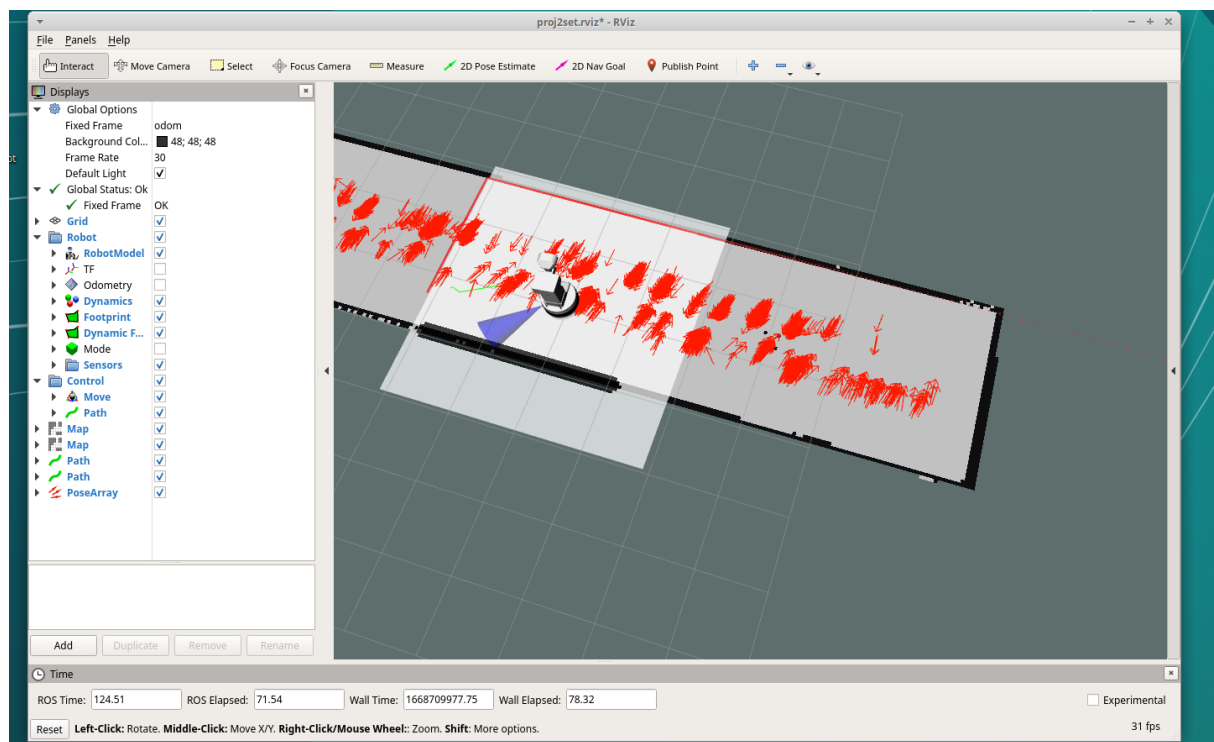 proj2set.rviz* - RViz
File Panels Help
Interact Move Camera Select Focus Camera Measure 2D Pose Estimate 2D Nav Goal Publish Point
Displays
Global Options
Fixed Frame odom
Background Col... 48; 48; 48
Frame Rate 30
Default Light
Global Status: Ok
Fixed Frame OK
Grid
Robot
RobotModel
TF
Odometry
Dynamics
Footprint
Dynamic F...
Mode
Sensors
Control
Move
Path
Map
Map
Path
Path
PoseArray
Add Duplicate Remove Rename
Time
ROS Time: 124.51 ROS Elapsed: 71.54 Wall Time: 1668709977.75 Wall Elapsed: 78.32 Experimental
Reset Left-Click: Rotate. Middle-Click: Move X/Y. Right-Click/Mouse Wheel:: Zoom. Shift: More options. 31 fps
ot